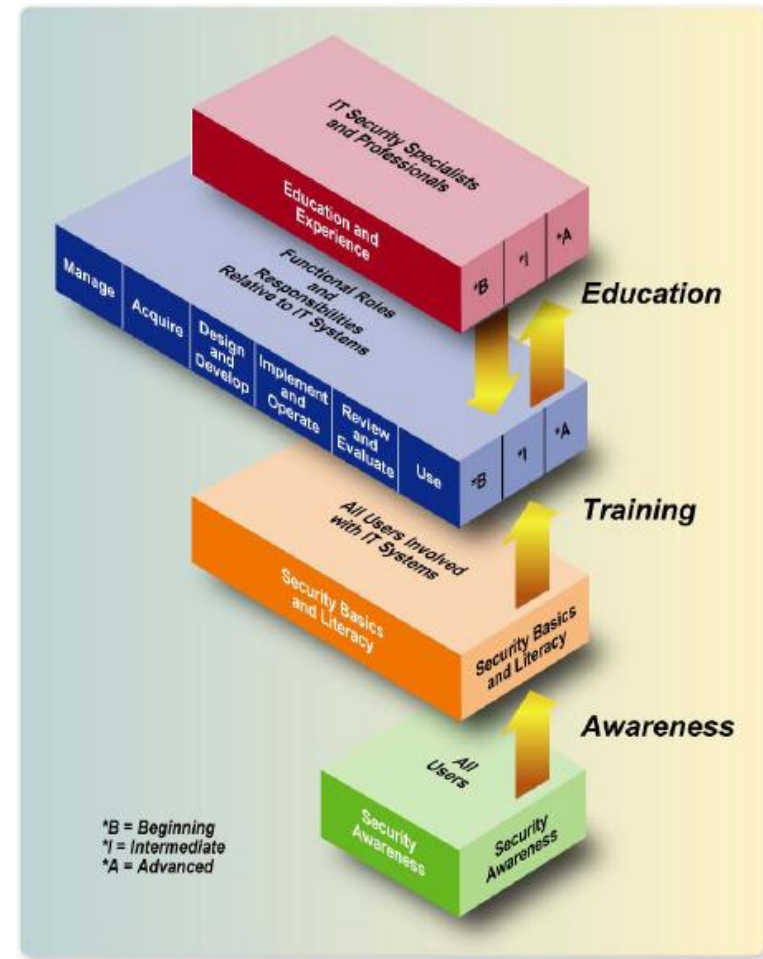 IT Security Specialists
and Professionals
Education and
Experience
*B
*I
*A
Education
Functional Roles
and
Responsibilities
Relative to IT Systems
Manage
Acquire
Design
and
Develop
Implement
and
Operate
Review
and
Evaluate
Use
*B
*I
*A
Training
All Users Involved
with IT Systems
Security Basics
and Literacy
Security Basics
and Literacy
Awareness
All
Users
Security
Awareness
Security
Awareness
*B = Beginning
*I = Intermediate
*A = Advanced